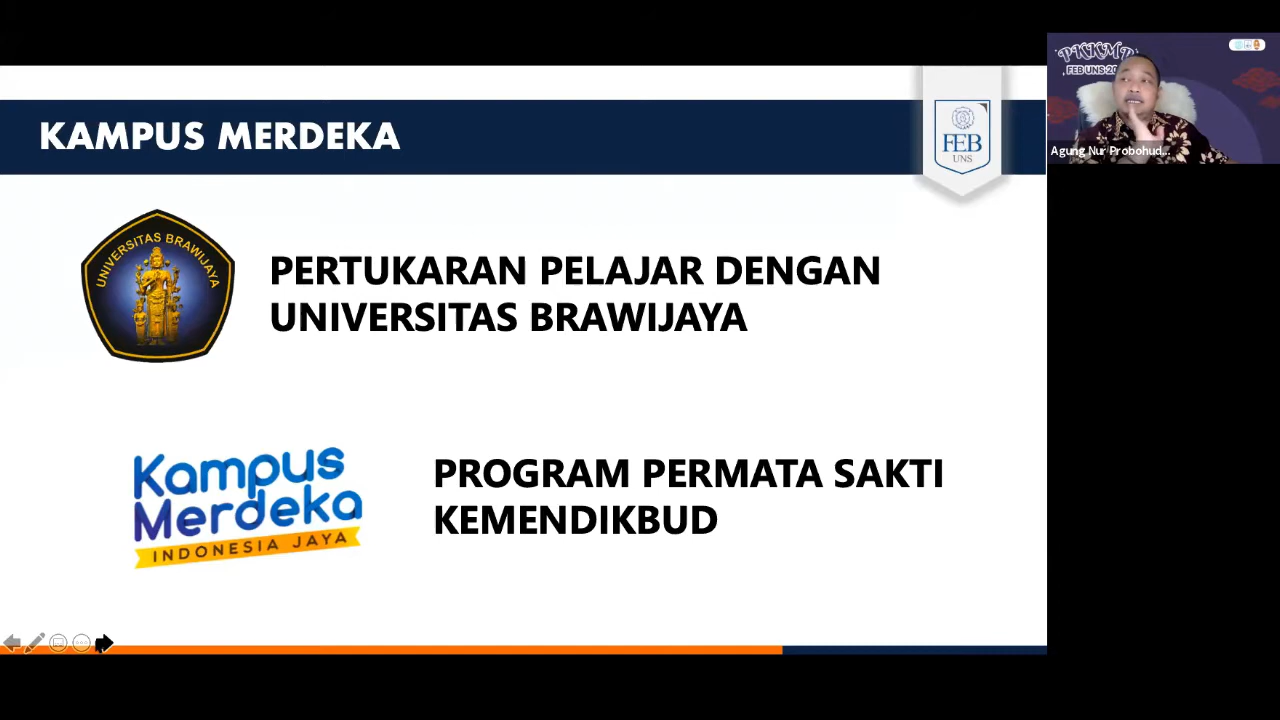 KAMPUS MERDEKA
FEB
UNS
UNIVERSITAS BRAWIJAYA
PERTUKARAN PELAJAR DENGAN
UNIVERSITAS BRAWIJAYA
Kampus
Merdeka
INDONESIA JAYA
PROGRAM PERMATA SAKTI
KEMENDIKBUD
PKKMB
FEB UNS
Agung Nur Probohud...